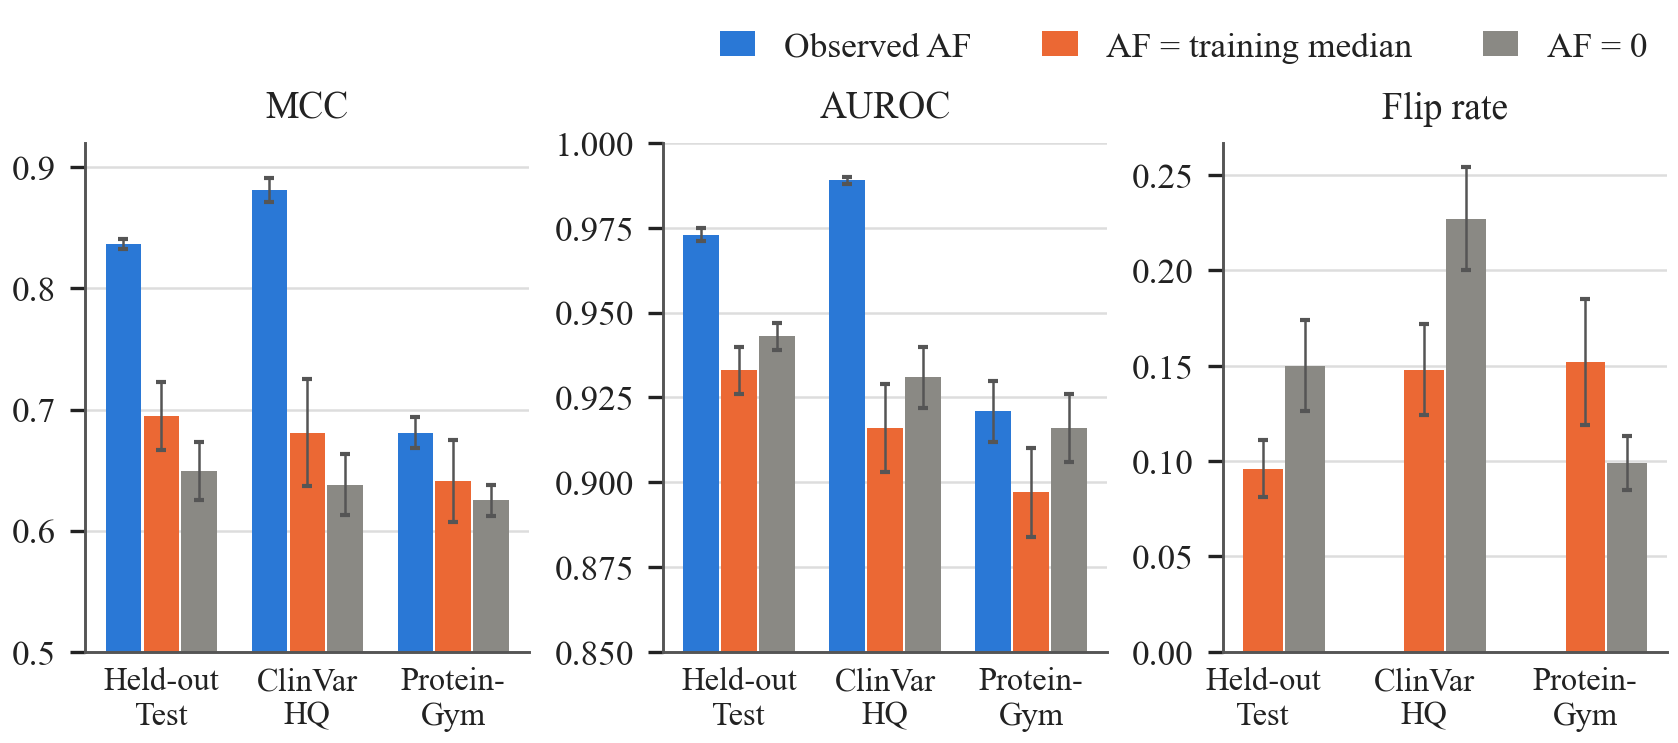 Observed AF
AF = training median
AF = 0
MCC
0.9
0.8
0.7
0.6
0.5
Held-out
Test
ClinVar
HQ
Protein-
Gym
AUROC
1.000
0.975
0.950
0.925
0.900
0.875
0.850
Held-out
Test
ClinVar
HQ
Protein-
Gym
Flip rate
0.25
0.20
0.15
0.10
0.05
0.00
Held-out
Test
ClinVar
HQ
Protein-
Gym